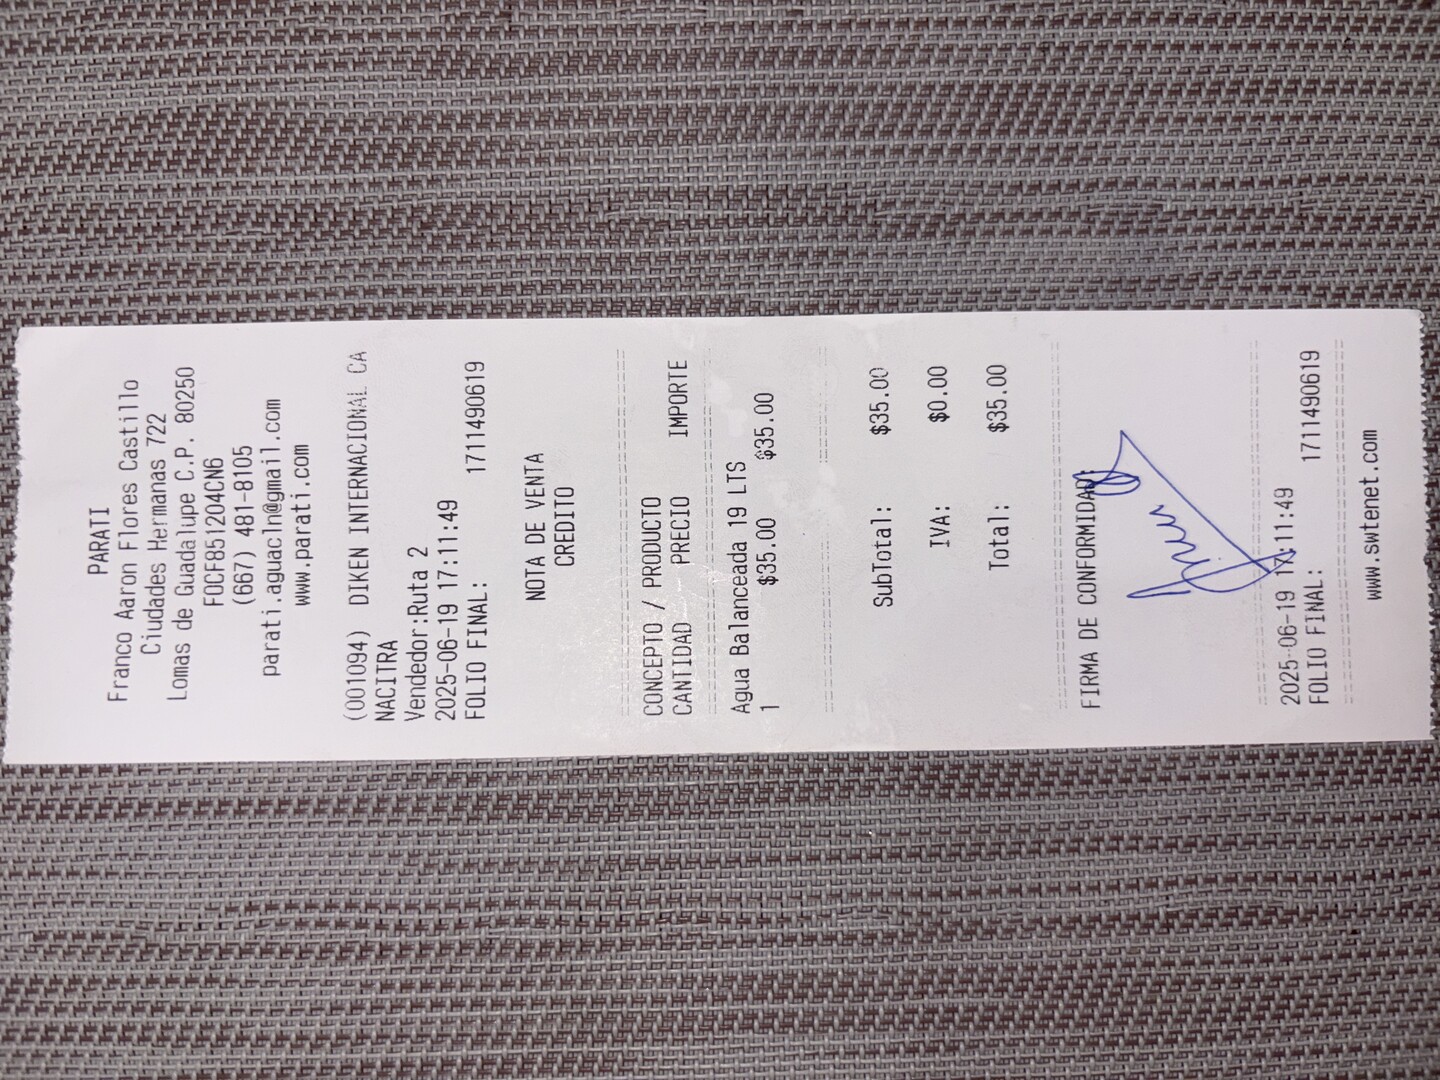 PARATI
Franco Aaron Flores Castillo
Ciudades Hermanas 722
Lomas de Guadalupe C.P. 80250
FOCF851204CN6
(667) 481-8105
parati.aguacln@gmail.com
www.parati.com
(001094) DIKEN INTERNACIONAL CA
NACITRA
Vendedor:Ruta 2
2025-06-19 17:11:49
FOLIO FINAL: 1711490619
NOTA DE VENTA
CREDITO
CONCEPTO / PRODUCTO
CANTIDAD PRECIO IMPORTE
Agua Balanceada 19 LTS
1 $35.00 $35.00
SubTotal: $35.00
IVA: $0.00
Total: $35.00
FIRMA DE CONFORMIDAD:
2025-06-19 17:11:49
FOLIO FINAL: 1711490619
www.swtenet.com